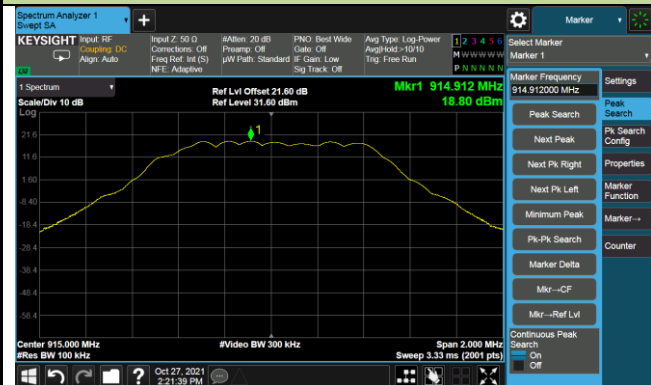 Spectrum Analyzer 1
Swept SA
+
Marker
KEYSIGHT
Input: RF
Coupling: DC
Align: Auto
Input Z: 50 Ω
Corrections: Off
Freq Ref: Int (S)
NFE: Adaptive
#Atten: 20 dB
Preamp: Off
µW Path: Standard
PNO: Best Wide
Gate: Off
IF Gain: Low
Sig Track: Off
Avg Type: Log-Power
Avg|Hold:>10/10
Trig: Free Run
1 2 3 4 5 6
M W W W W W
P N N N N N
Select Marker
Marker 1
1 Spectrum
Scale/Div 10 dB
Log
Ref Lvl Offset 21.60 dB
Ref Level 31.60 dBm
Mkr1 914.912 MHz
18.80 dBm
1
21.6
11.6
1.60
-8.40
-18.4
-28.4
-38.4
-48.4
-58.4
Center 915.000 MHz
#Res BW 100 kHz
#Video BW 300 kHz
Span 2.000 MHz
Sweep 3.33 ms (2001 pts)
Marker Frequency
914.912000 MHz
Peak Search
Next Peak
Next Pk Right
Next Pk Left
Minimum Peak
Pk-Pk Search
Marker Delta
Mkr→CF
Mkr→Ref Lvl
Continuous Peak
Search
On
Off
Settings
Peak
Search
Pk Search
Config
Properties
Marker
Function
Marker→
Counter
?
Oct 27, 2021
2:21:39 PM